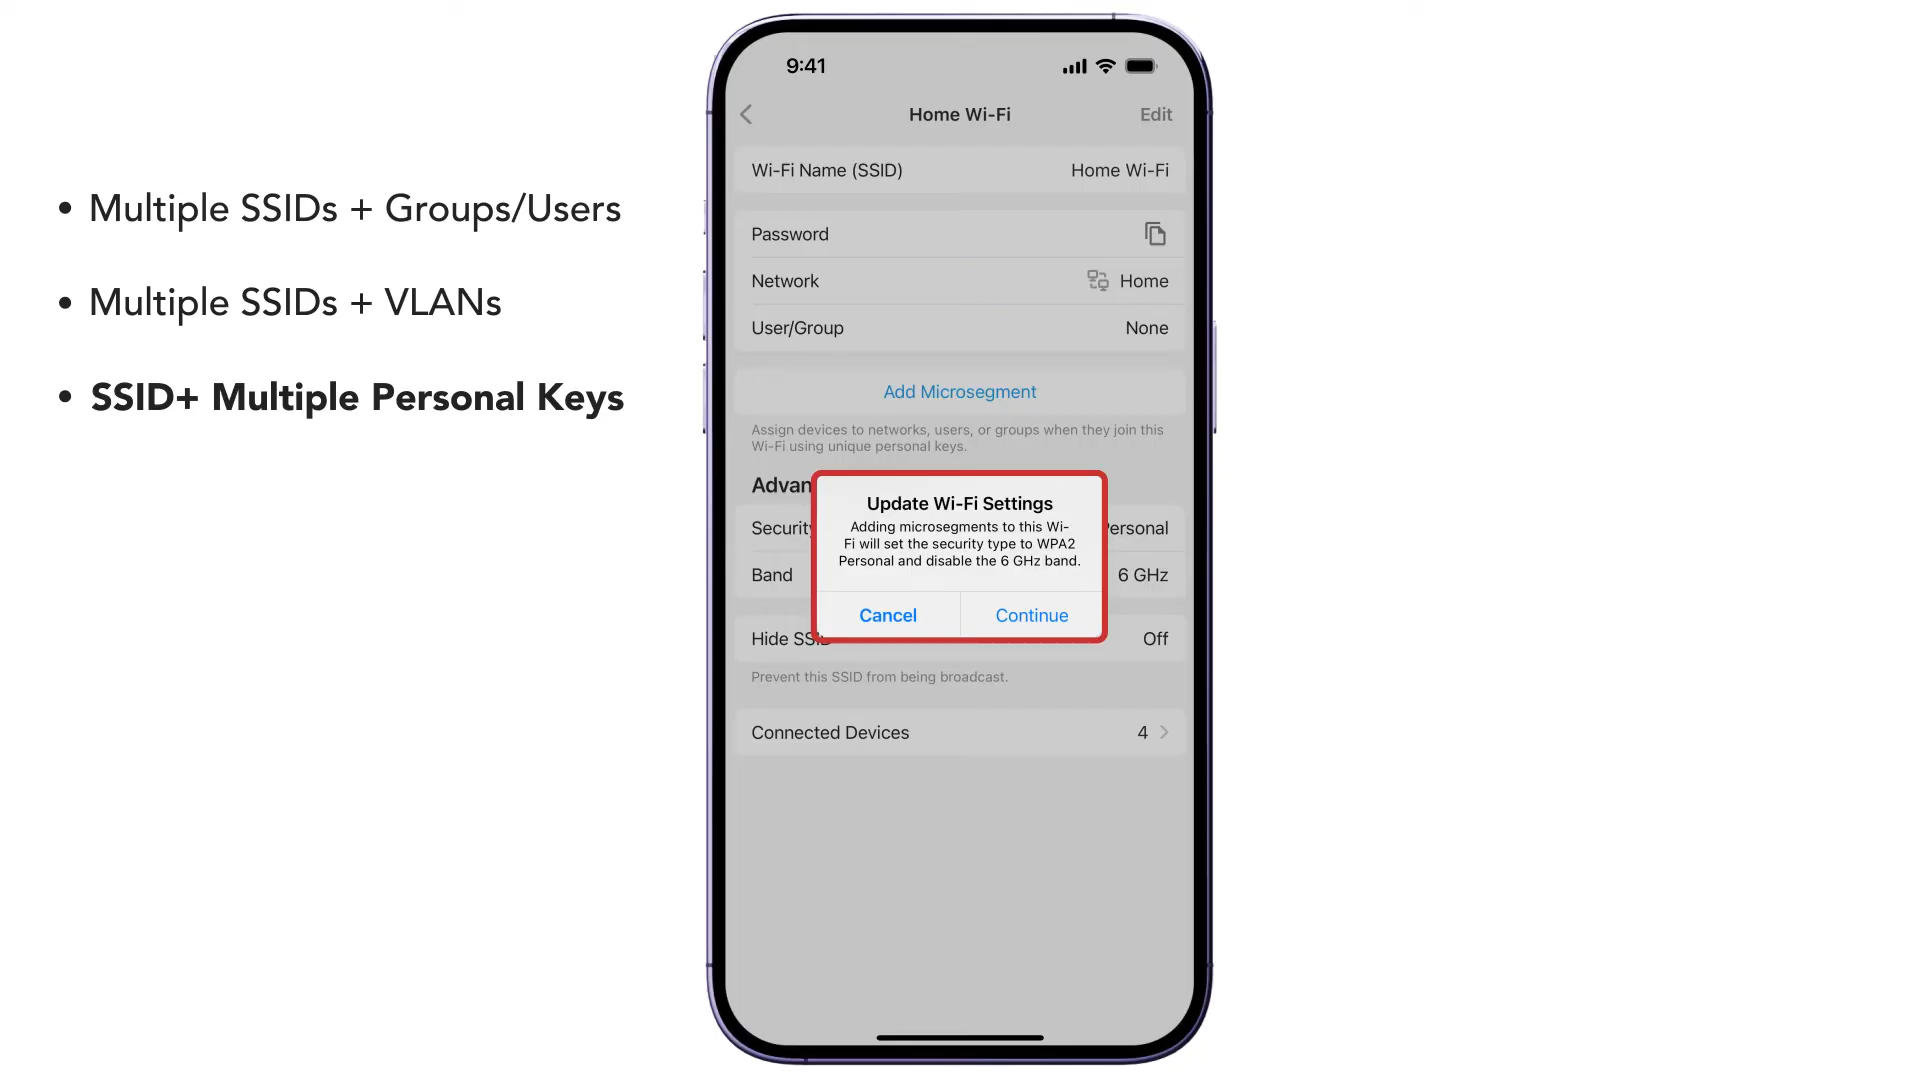 • Multiple SSIDs + Groups/Users
• Multiple SSIDs + VLANs
• SSID+ Multiple Personal Keys
9:41
Home Wi-Fi
Edit
Wi-Fi Name (SSID) Home Wi-Fi
Password
Network Home
User/Group None
Add Microsegment
Assign devices to networks, users, or groups when they join this
Wi-Fi using unique personal keys.
Advan
Security Personal
Band 6 GHz
Update Wi-Fi Settings
Adding microsegments to this Wi-
Fi will set the security type to WPA2
Personal and disable the 6 GHz band.
Cancel Continue
Hide SSID Off
Prevent this SSID from being broadcast.
Connected Devices 4